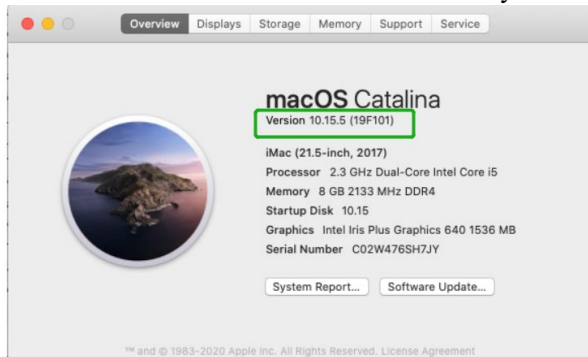 Overview Displays Storage Memory Support Service
macOS Catalina
Version 10.15.5 (19F101)
iMac (21.5-inch, 2017)
Processor 2.3 GHz Dual-Core Intel Core i5
Memory 8 GB 2133 MHz DDR4
Startup Disk 10.15
Graphics Intel Iris Plus Graphics 640 1536 MB
Serial Number C02W476SH7JY
System Report... Software Update...
™ and © 1983-2020 Apple Inc. All Rights Reserved. License Agreement